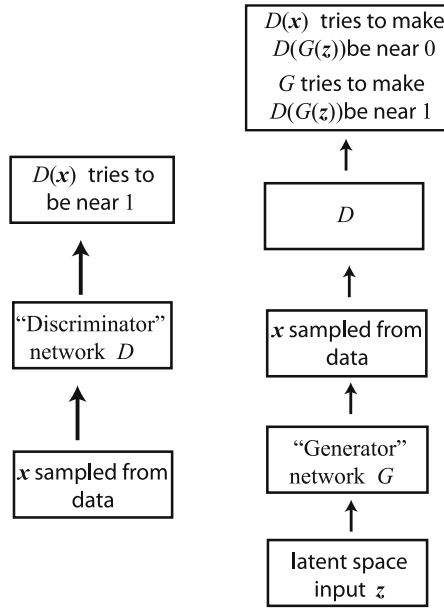 D(x) tries to
be near 1
"Discriminator"
network D
x sampled from
data
D(x) tries to make
D(G(z))be near 0
G tries to make
D(G(z))be near 1
D
x sampled from
data
"Generator"
network G
latent space
input z